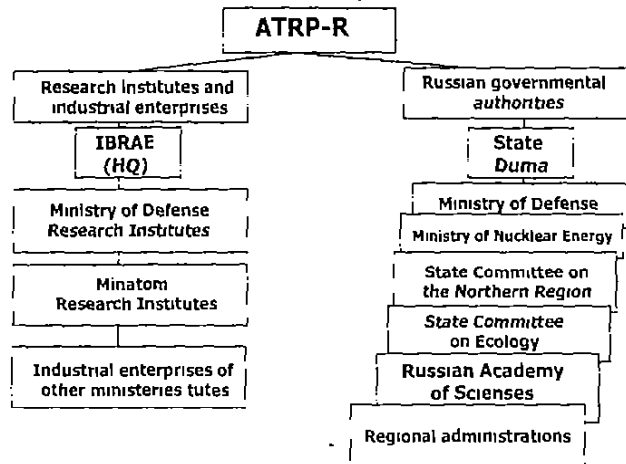 ATRP-R
Research institutes and
industrial enterprises
IBRAE
(HQ)
Ministry of Defense
Research Institutes
Minatom
Research Institutes
Industrial enterprises of
other ministeries tutes
Russian governmental
authorities
State
Duma
Ministry of Defense
Ministry of Nucklear Energy
State Committee on
the Northern Region
State Committee
on Ecology
Russian Academy
of Scienses
Regional administrations